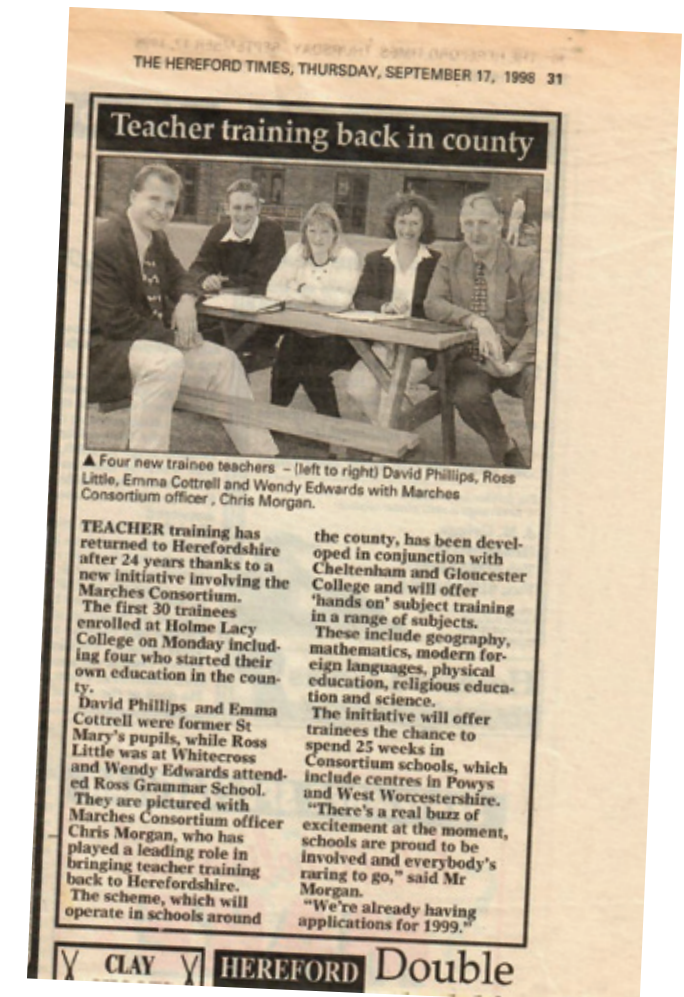 THE HEREFORD TIMES, THURSDAY, SEPTEMBER 17, 1998 31
Teacher training back in county
▲ Four new trainee teachers – (left to right) David Phillips, Ross
Little, Emma Cottrell and Wendy Edwards with Marches
Consortium officer , Chris Morgan.
TEACHER training has
returned to Herefordshire
after 24 years thanks to a
new initiative involving the
Marches Consortium.
The first 30 trainees
enrolled at Holme Lacy
College on Monday includ-
ing four who started their
own education in the coun-
ty.
David Phillips and Emma
Cottrell were former St
Mary's pupils, while Ross
Little was at Whitecross
and Wendy Edwards attend-
ed Ross Grammar School.
They are pictured with
Marches Consortium officer
Chris Morgan, who has
played a leading role in
bringing teacher training
back to Herefordshire.
The scheme, which will
operate in schools around
the county, has been devel-
oped in conjunction with
Cheltenham and Gloucester
College and will offer
'hands on' subject training
in a range of subjects.
These include geography,
mathematics, modern for-
eign languages, physical
education, religious educa-
tion and science.
The initiative will offer
trainees the chance to
spend 25 weeks in
Consortium schools, which
include centres in Powys
and West Worcestershire.
"There's a real buzz of
excitement at the moment,
schools are proud to be
involved and everybody's
raring to go," said Mr
Morgan.
"We're already having
applications for 1999."
CLAY
HEREFORD
Double